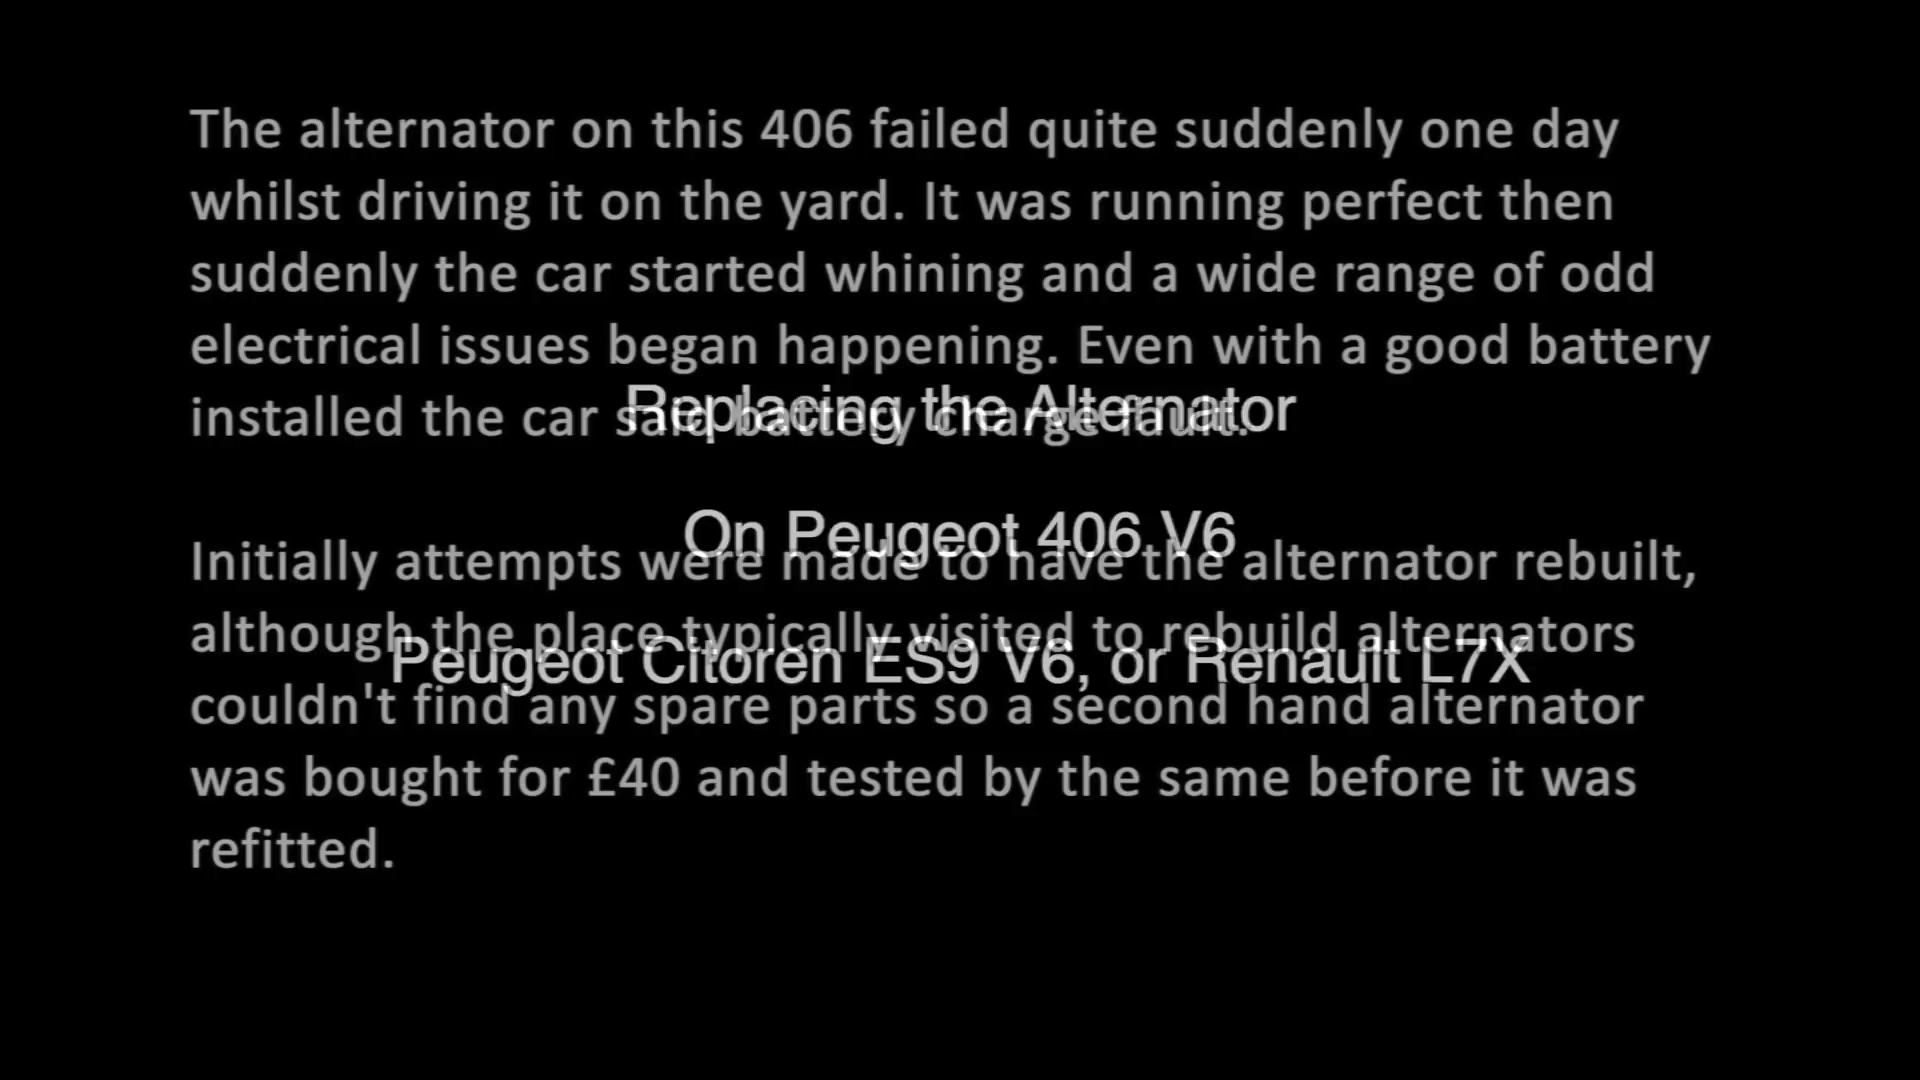 The alternator on this 406 failed quite suddenly one day
whilst driving it on the yard. It was running perfect then
suddenly the car started whining and a wide range of odd
electrical issues began happening. Even with a good battery
installed the car said battery charge fault.
Replacing the Alternator
On Peugeot 406 V6
Initially attempts were made to have the alternator rebuilt,
although the place typically visited to rebuild alternators
Peugeot Citoren ES9 V6, or Renault L7X
couldn't find any spare parts so a second hand alternator
was bought for £40 and tested by the same before it was
refitted.